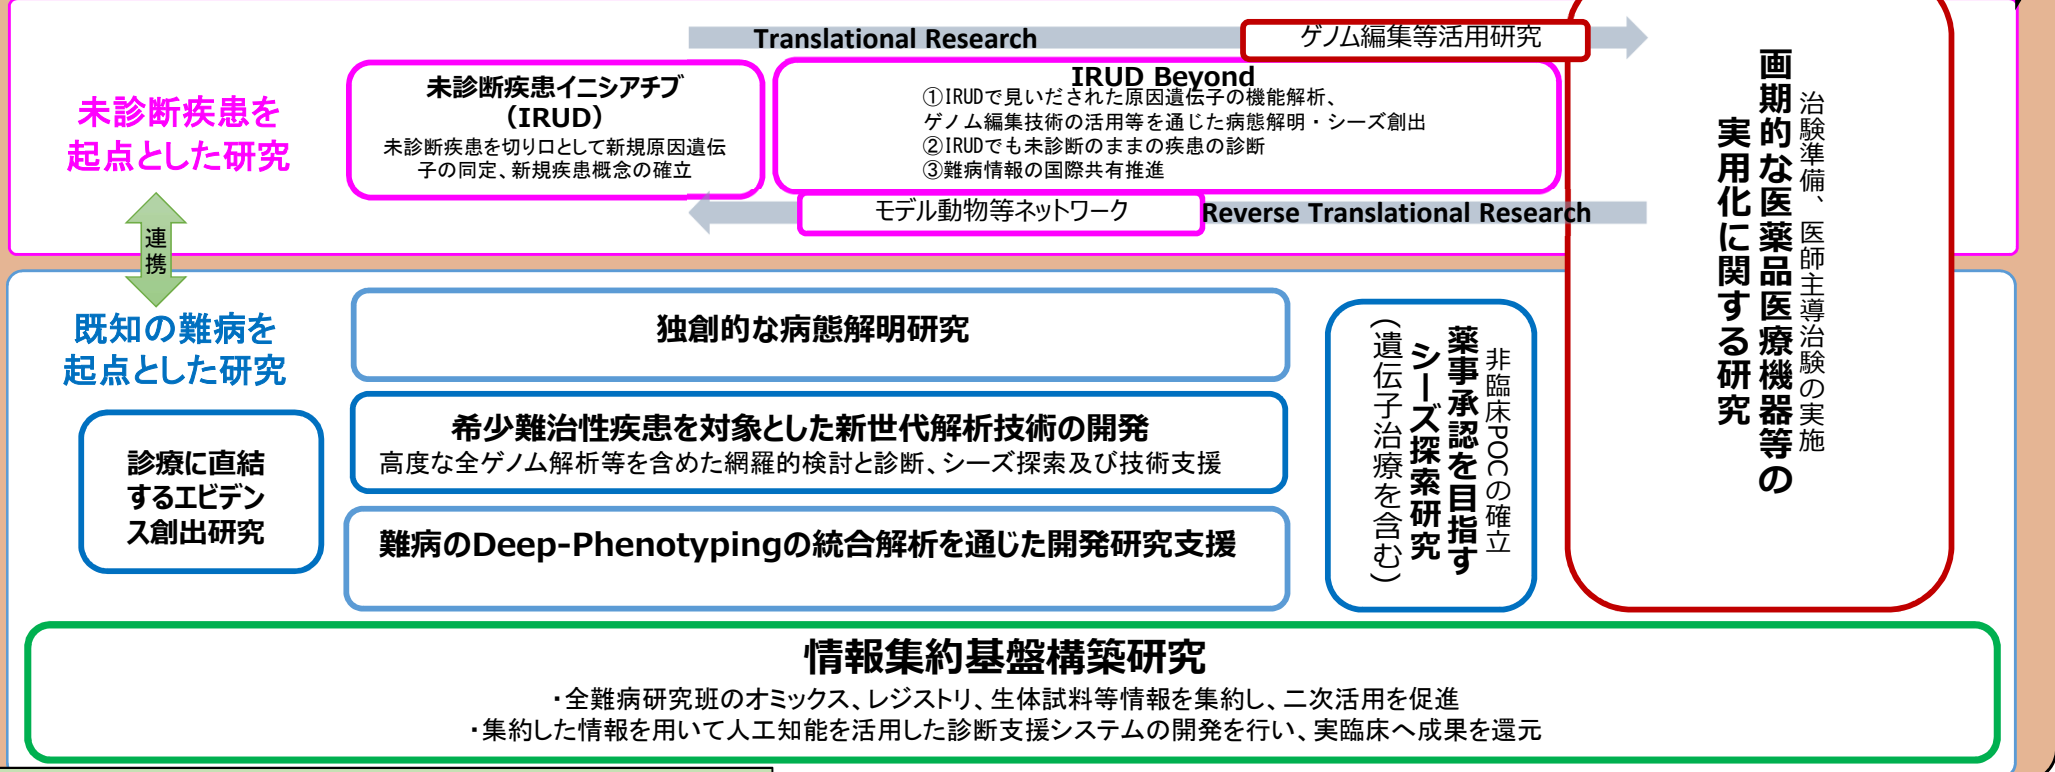 Translational Research
ゲノム編集等活用研究
未診断疾患を
起点とした研究
未診断疾患イニシアチブ
（IRUD）
未診断疾患を切り口として新規原因遺伝
子の同定、新規疾患概念の確立
IRUD Beyond
①IRUDで見いだされた原因遺伝子の機能解析、
ゲノム編集技術の活用等を通じた病態解明・シーズ創出
②IRUDでも未診断のままの疾患の診断
③難病情報の国際共有推進
モデル動物等ネットワーク
Reverse Translational Research
連
携
既知の難病を
起点とした研究
診療に直結
するエビデン
ス創出研究
独創的な病態解明研究
希少難治性疾患を対象とした新世代解析技術の開発
高度な全ゲノム解析等を含めた網羅的検討と診断、シーズ探索及び技術支援
難病のDeep-Phenotypingの統合解析を通じた開発研究支援
非臨床POCの確立
薬事承認を目指す
シーズ探索研究
（遺伝子治療を含む）
治験準備、医師主導治験の実施
画期的な医薬品医療機器等の
実用化に関する研究
情報集約基盤構築研究
・全難病研究班のオミックス、レジストリ、生体試料等情報を集約し、二次活用を促進
・集約した情報を用いて人工知能を活用した診断支援システムの開発を行い、実臨床へ成果を還元